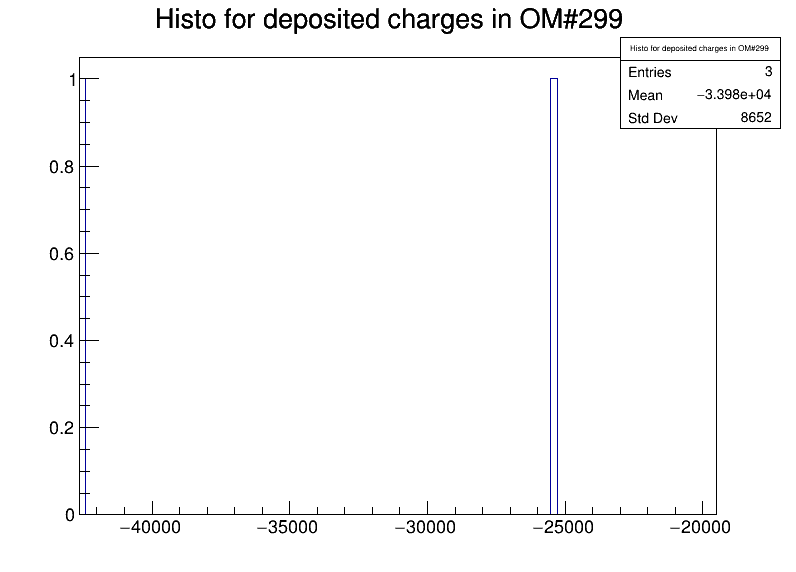 Histo for deposited charges in OM#299
Histo for deposited charges in OM#299
Entries 3
Mean −3.398e+04
Std Dev 8652
1
0.8
0.6
0.4
0.2
0
−40000 −35000 −30000 −25000 −20000